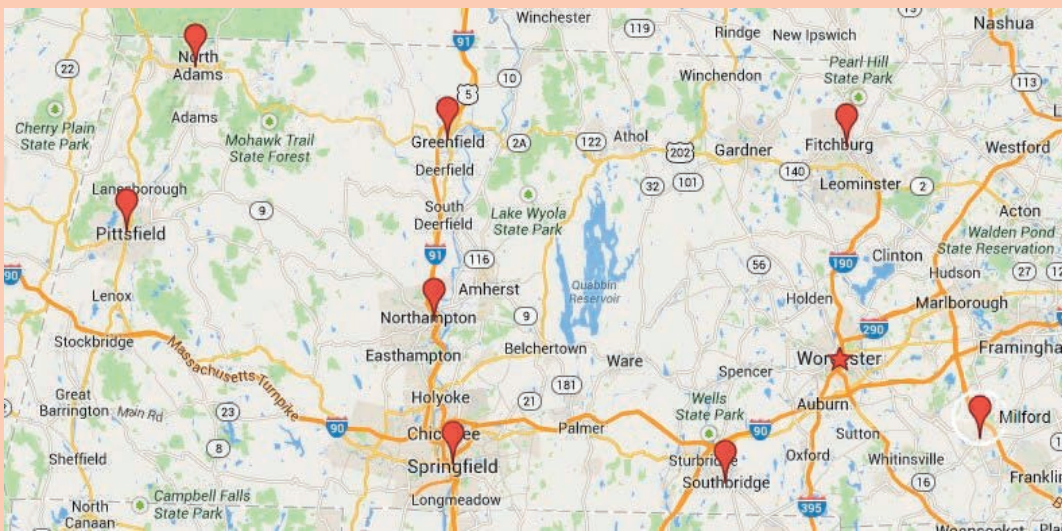 Winchester
119
Rindge
New Ipswich
Nashua
North
Adams
22
91
10
5
Winchendon
Pearl Hill
State Park
113
Cherry Plain
State Park
Adams
Mohawk Trail
State Forest
Greenfield
2A
122
Athol
202
Gardner
Fitchburg
Westford
Deerfield
32
101
140
Leominster
2
Lanesborough
9
South
Deerfield
Lake Wyola
State Park
Acton
Walden Pond
State Reservation
Pittsfield
90
91
116
56
190
Clinton
Hudson
27
Lenox
Amherst
Quabbin
Reservoir
Holden
Marlborough
Northampton
9
290
Stockbridge
Massachusetts Turnpike
Easthampton
Belchertown
Ware
Spencer
Framingha
Great
Barrington
Main Rd
23
Holyoke
181
21
Wells
State Park
Auburn
Milford
90
Palmer
90
Sutton
8
Springfield
Sturbridge
Southbridge
Oxford
Whitinsville
Sheffield
Longmeadow
16
Franklin
North
Canaan
Campbell Falls
State Park
395